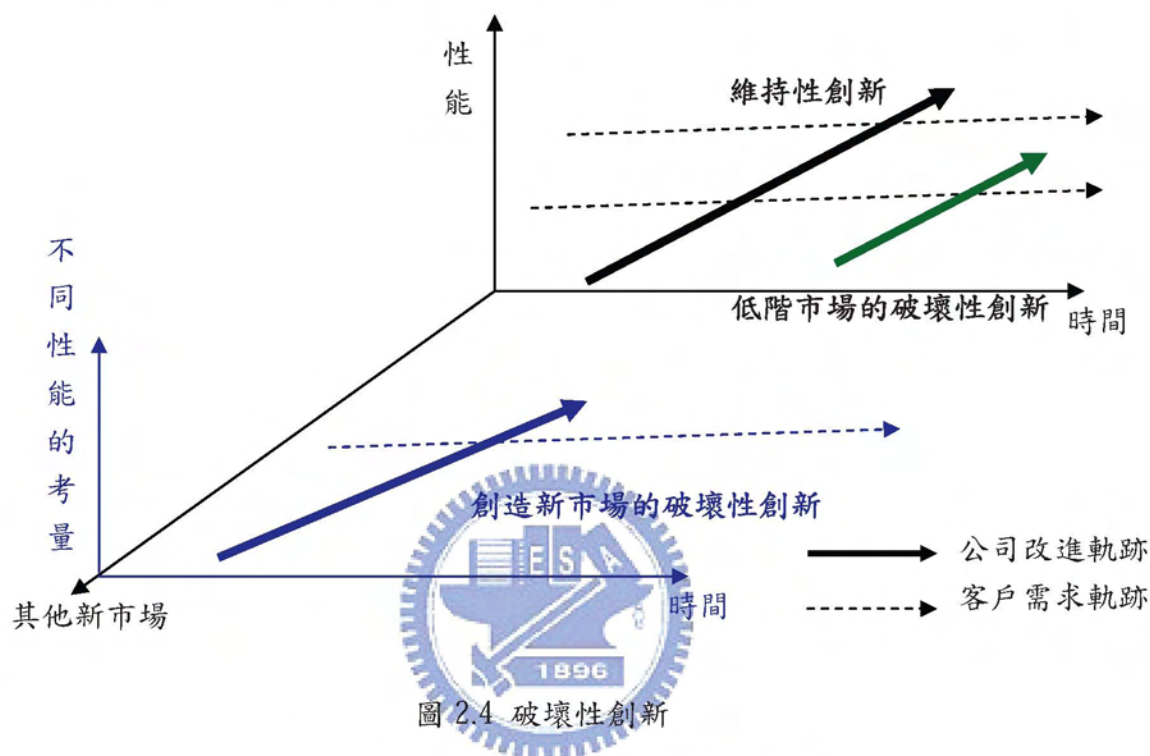 性能
維持性創新
低階市場的破壞性創新
時間
不同性能的考量
創造新市場的破壞性創新
公司改進軌跡
客戶需求軌跡
其他新市場
時間
E S A
1896
圖 2.4 破壞性創新